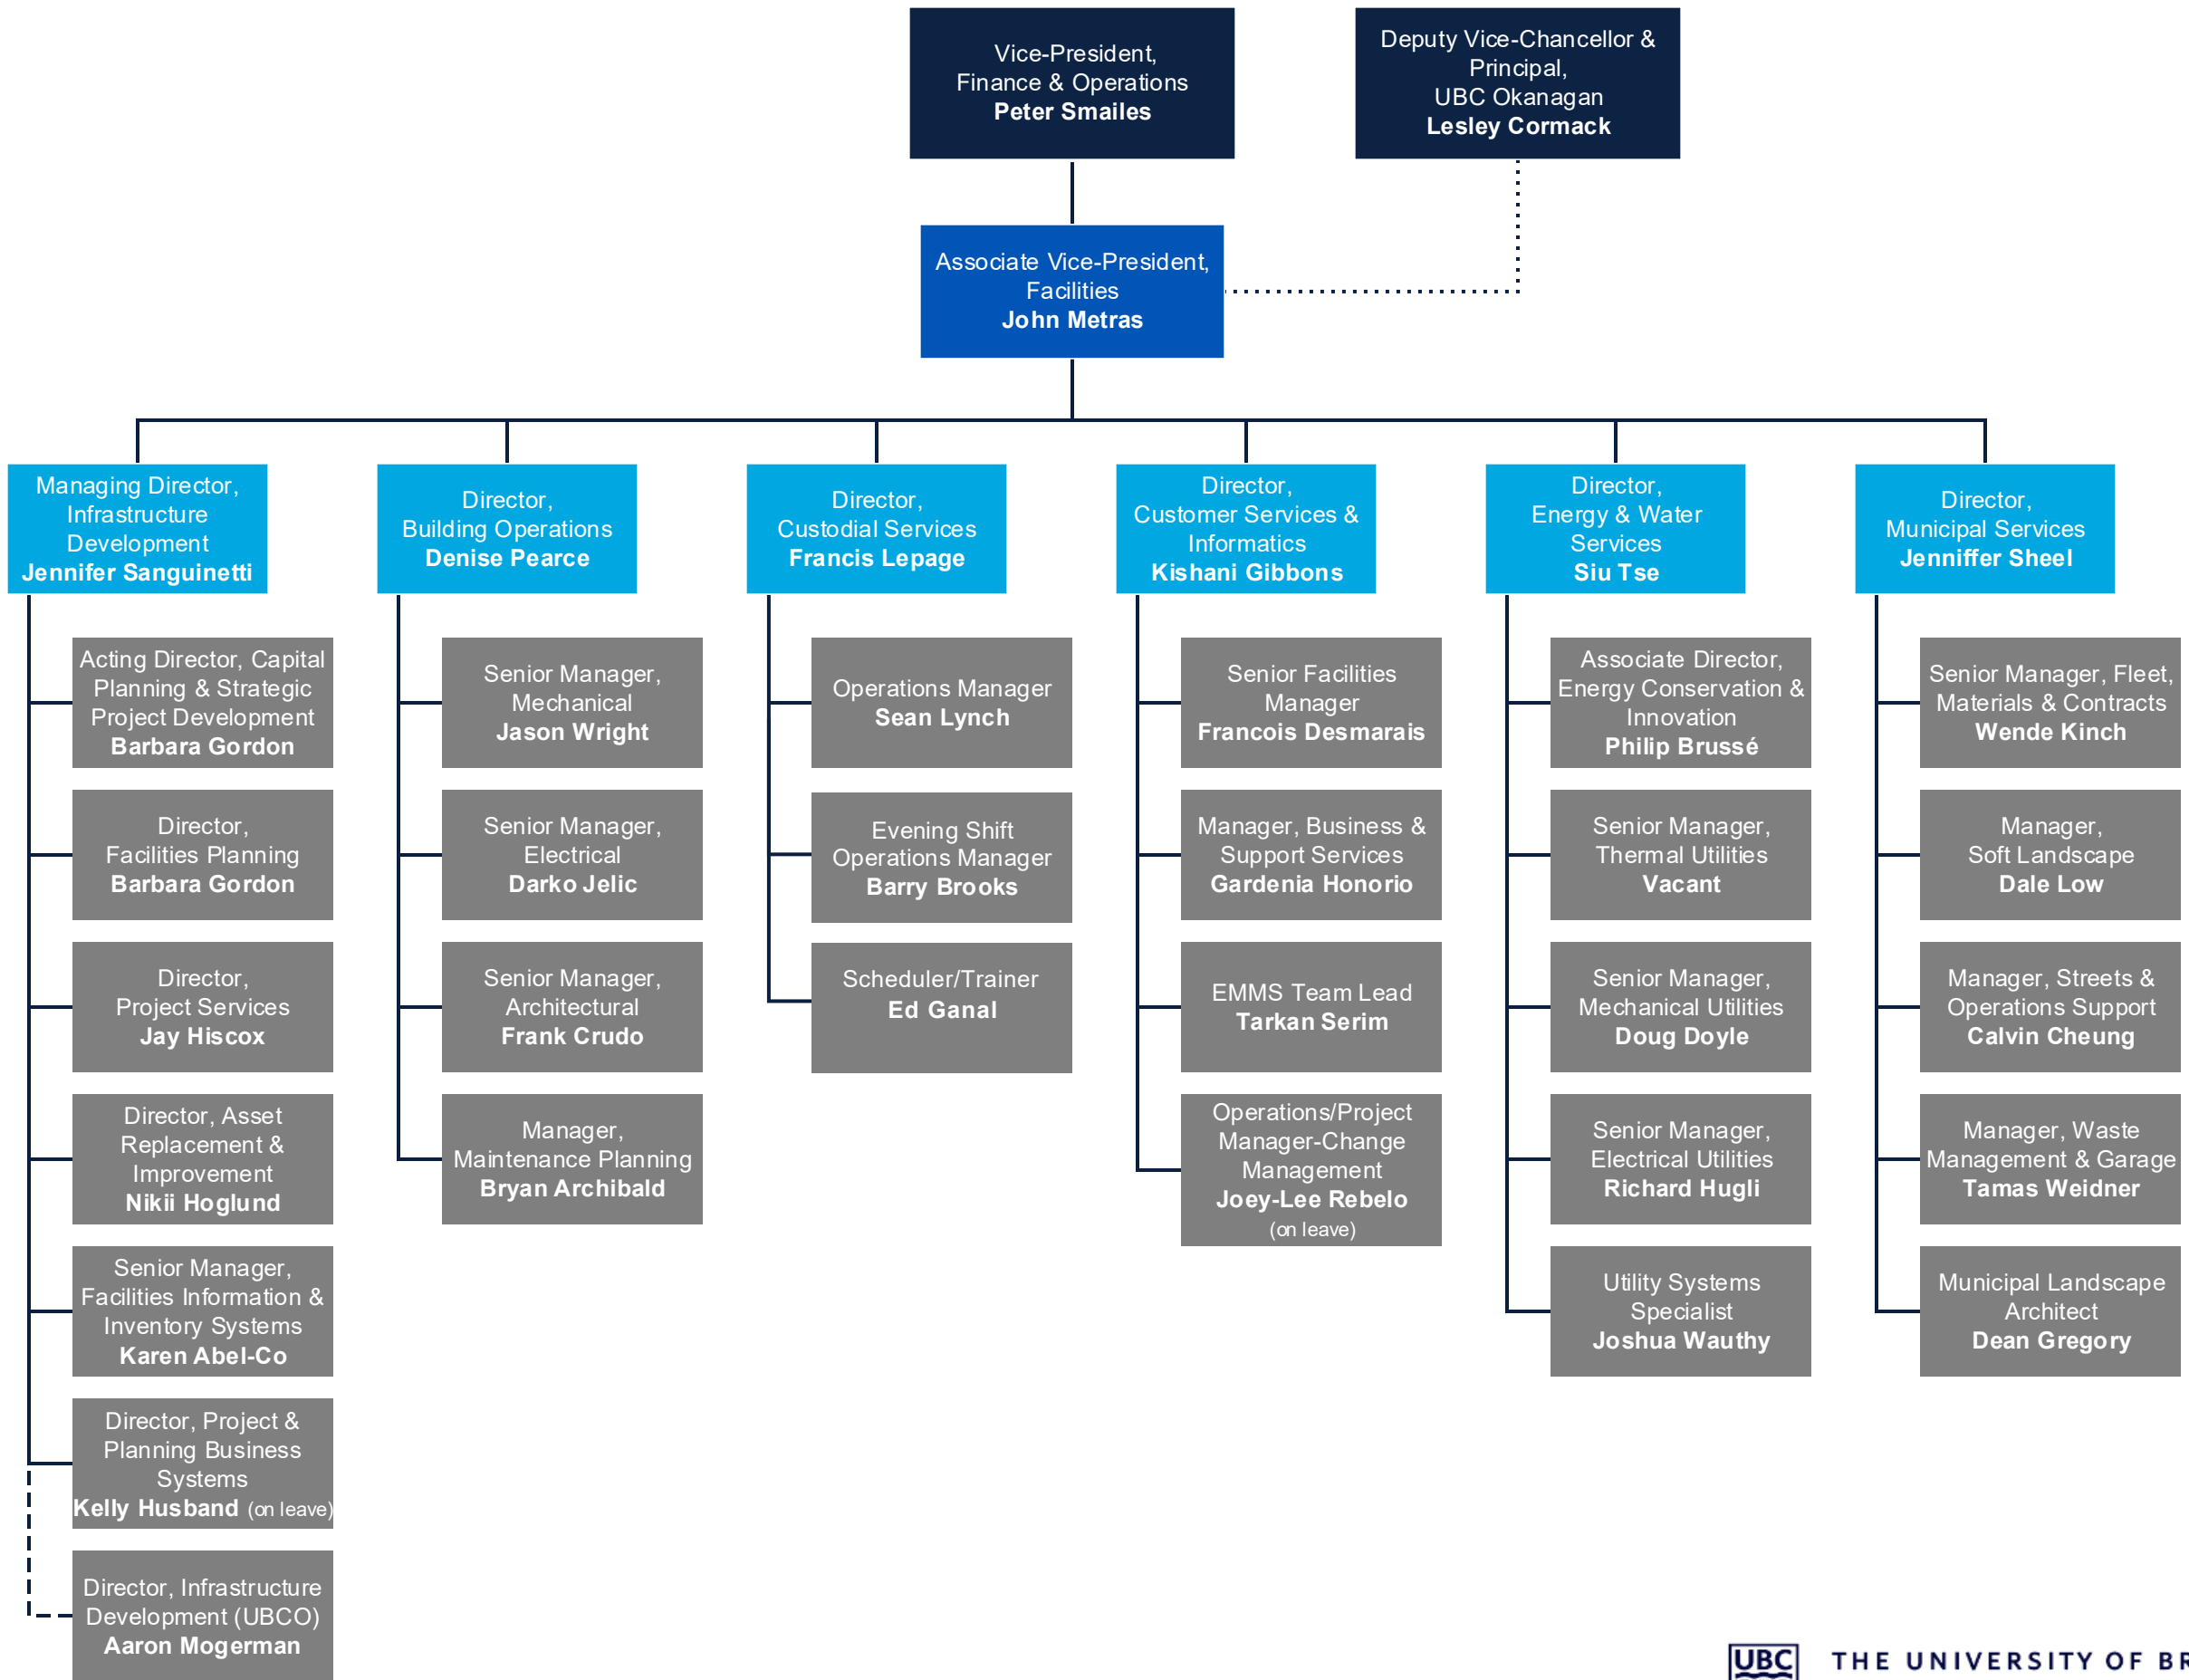 Vice-President,
Finance & Operations
Peter Smailes
Deputy Vice-Chancellor &
Principal,
UBC Okanagan
Lesley Cormack
Associate Vice-President,
Facilities
John Metras
Managing Director,
Infrastructure
Development
Jennifer Sanguinetti
Director,
Building Operations
Denise Pearce
Director,
Custodial Services
Francis Lepage
Director,
Customer Services &
Informatics
Kishani Gibbons
Director,
Energy & Water
Services
Siu Tse
Director,
Municipal Services
Jenniffer Sheel
Acting Director, Capital
Planning & Strategic
Project Development
Barbara Gordon
Director,
Facilities Planning
Barbara Gordon
Director,
Project Services
Jay Hiscox
Director, Asset
Replacement &
Improvement
Nikii Hoglund
Senior Manager,
Facilities Information &
Inventory Systems
Karen Abel-Co
Director, Project &
Planning Business
Systems
Kelly Husband (on leave)
Director, Infrastructure
Development (UBCO)
Aaron Mogerman
Senior Manager,
Mechanical
Jason Wright
Senior Manager,
Electrical
Darko Jelic
Senior Manager,
Architectural
Frank Crudo
Manager,
Maintenance Planning
Bryan Archibald
Operations Manager
Sean Lynch
Evening Shift
Operations Manager
Barry Brooks
Scheduler/Trainer
Ed Ganal
Senior Facilities
Manager
Francois Desmarais
Manager, Business &
Support Services
Gardenia Honorio
EMMS Team Lead
Tarkan Serim
Operations/Project
Manager-Change
Management
Joey-Lee Rebelo
(on leave)
Associate Director,
Energy Conservation &
Innovation
Philip Brussé
Senior Manager,
Thermal Utilities
Vacant
Senior Manager,
Mechanical Utilities
Doug Doyle
Senior Manager,
Electrical Utilities
Richard Hugli
Utility Systems
Specialist
Joshua Wauthy
Senior Manager, Fleet,
Materials & Contracts
Wende Kinch
Manager,
Soft Landscape
Dale Low
Manager, Streets &
Operations Support
Calvin Cheung
Manager, Waste
Management & Garage
Tamas Weidner
Municipal Landscape
Architect
Dean Gregory
UBC THE UNIVERSITY OF BR